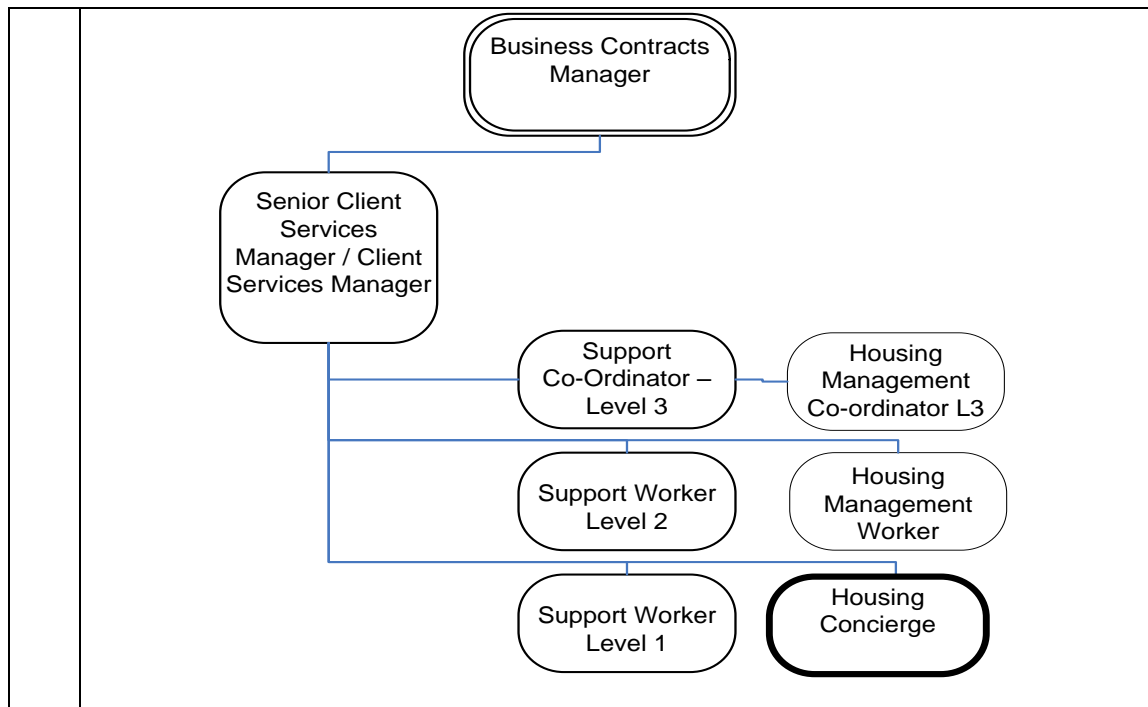 Business Contracts
Manager
Senior Client
Services
Manager / Client
Services Manager
Support
Co-Ordinator –
Level 3
Housing
Management
Co-ordinator L3
Support Worker
Level 2
Housing
Management
Worker
Support Worker
Level 1
Housing
Concierge